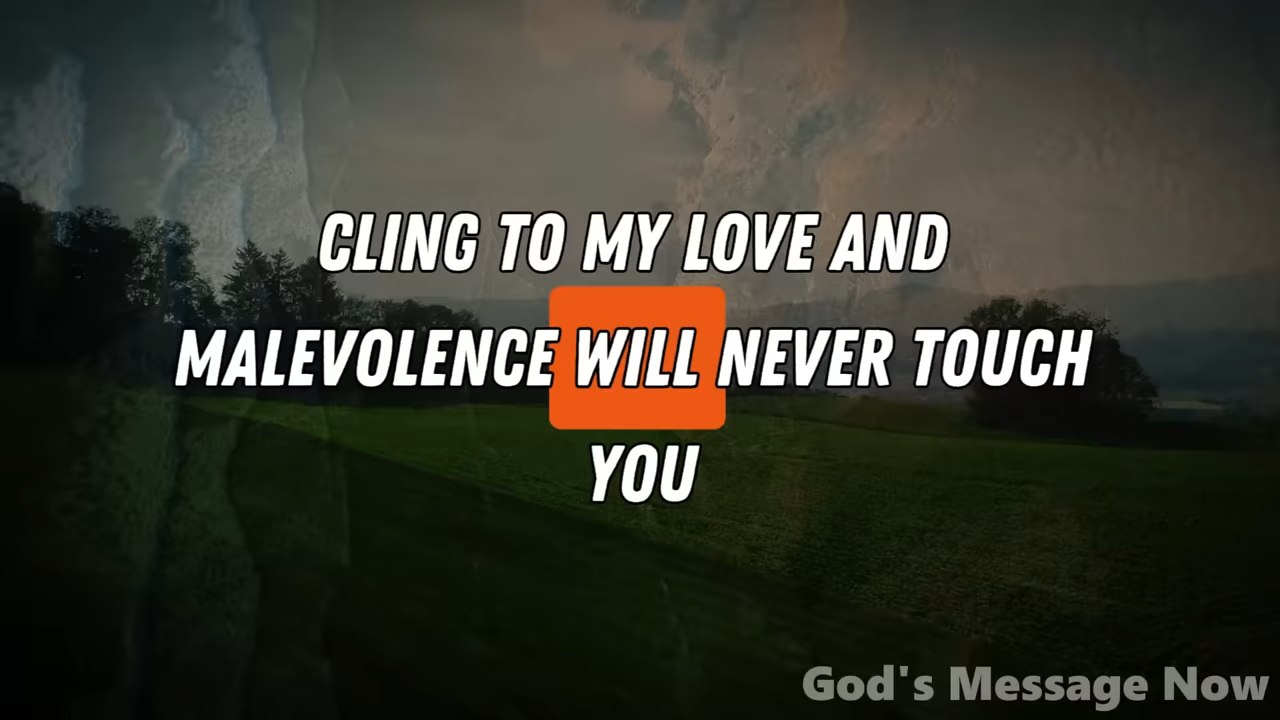 CLING TO MY LOVE AND
MALEVOLENCE WILL NEVER TOUCH
YOU
God's Message Now